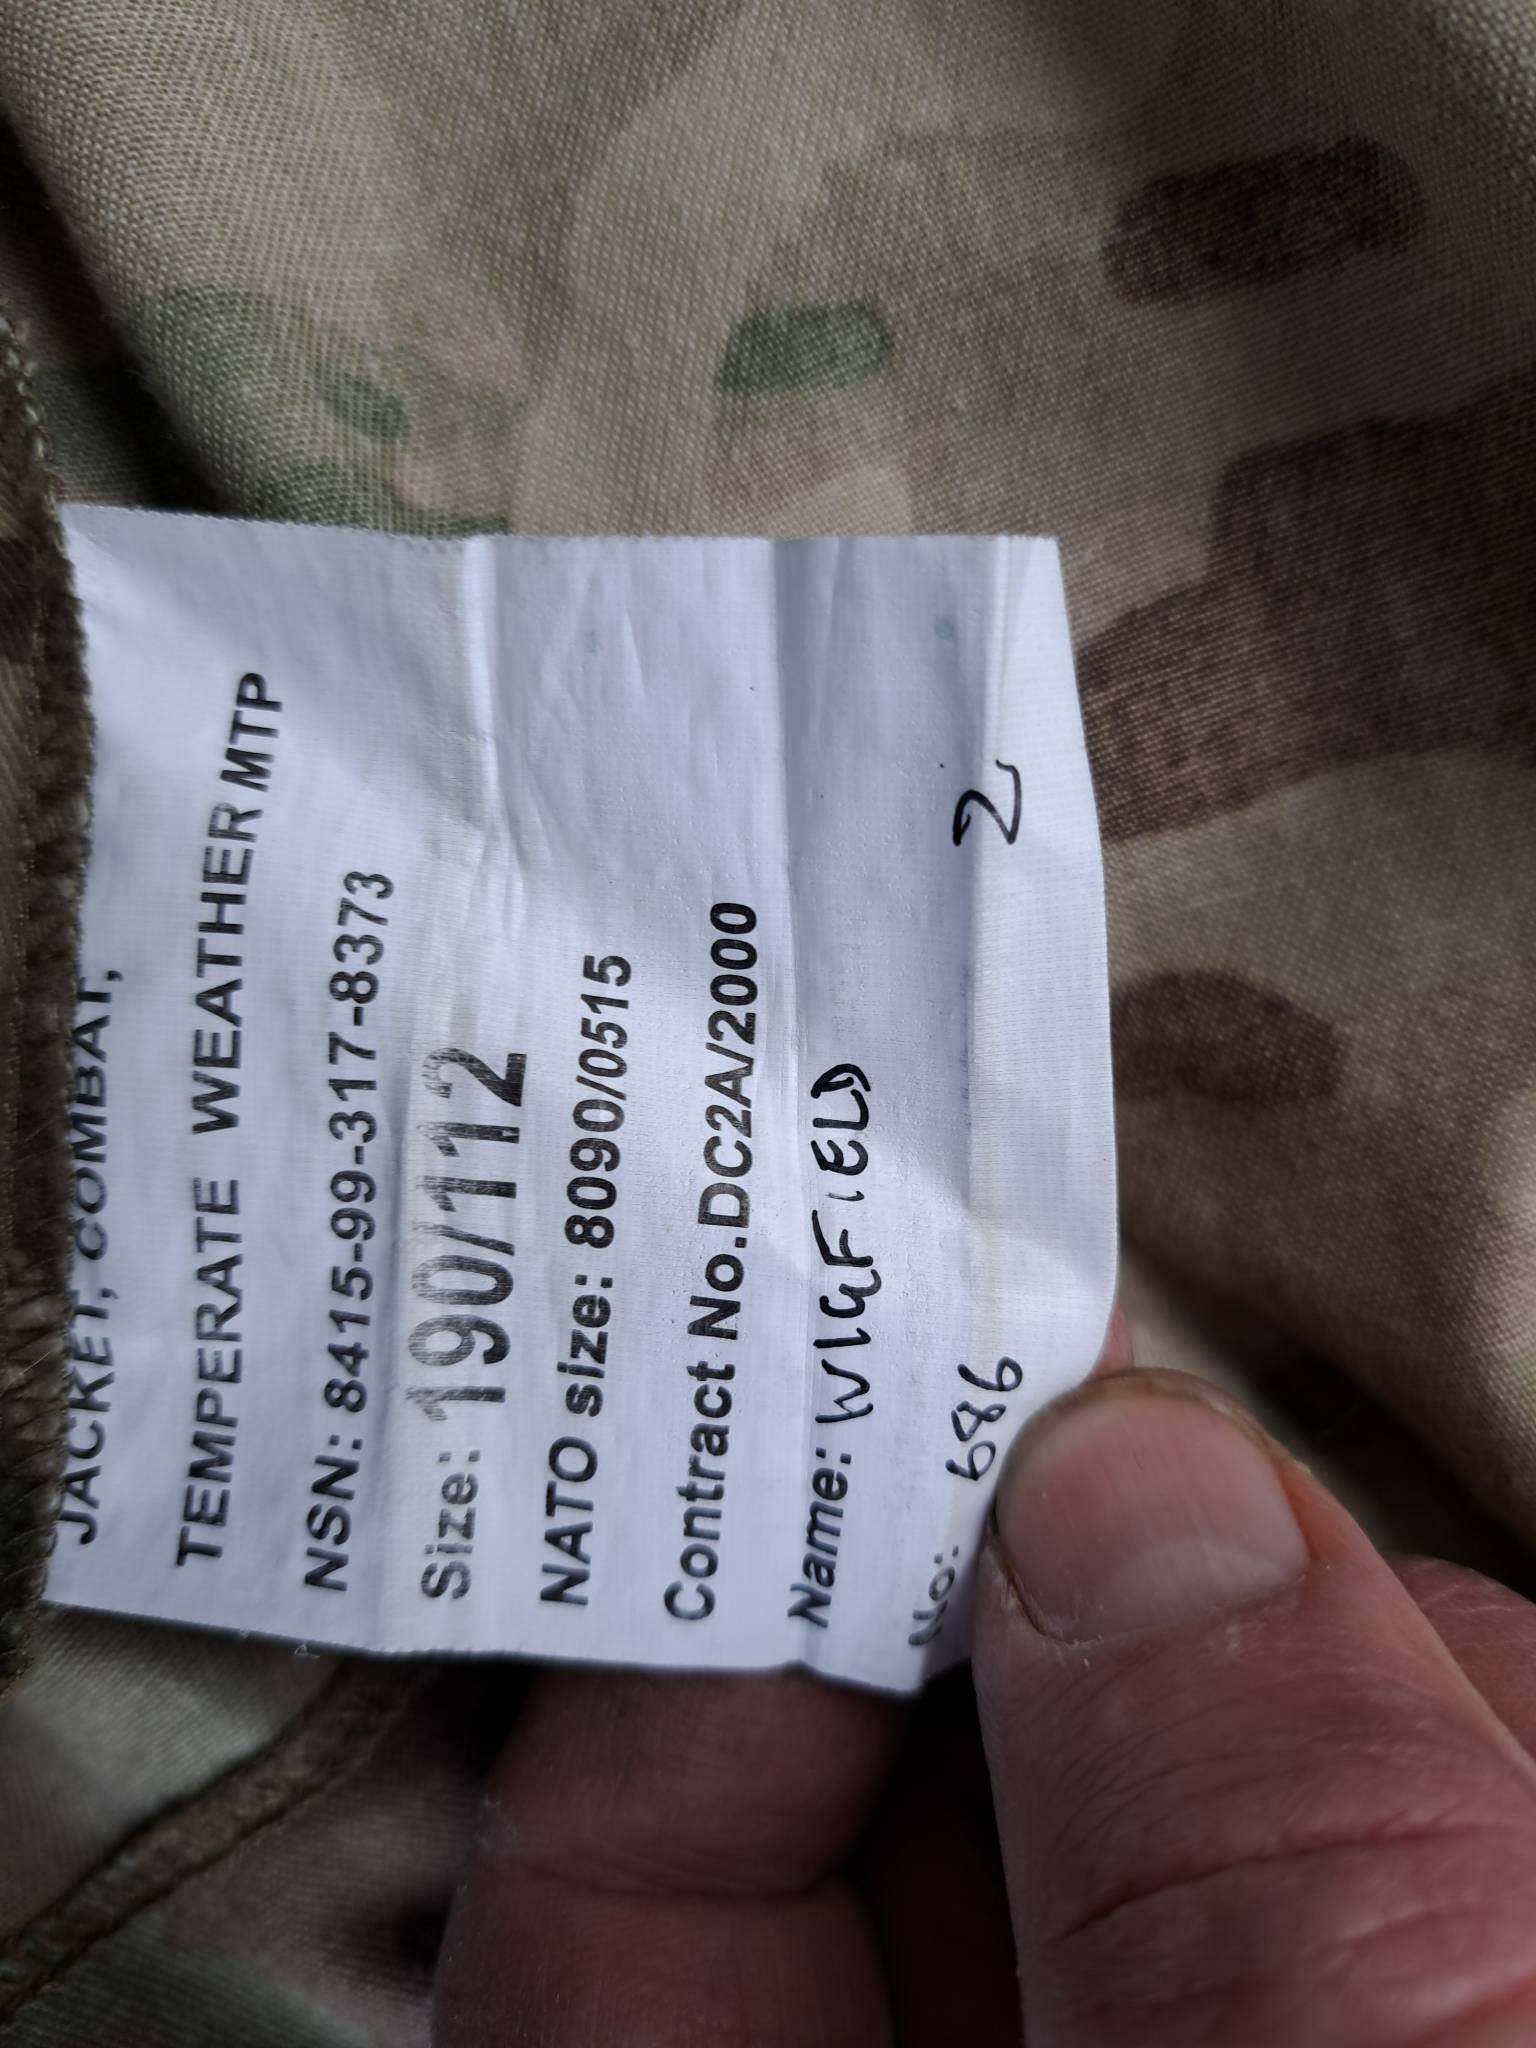 JACKET, COMBAT,
TEMPERATE WEATHER MTP
NSN: 8415-99-317-8373
Size: 190/112
NATO size: 8090/0515
Contract No.DC2A/2000
Name: WIGFIELD
No: 686 2